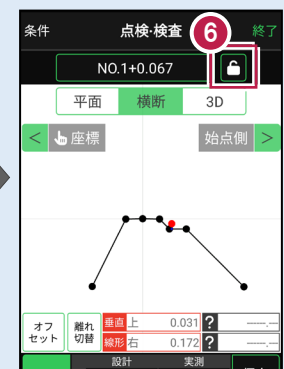 条件 点検・検査 6 終了
NO.1+0.067
平面 横断 3D
< 座標 始点側 >
オフセット 離れ切替 垂直 上 0.031 ? -----.---
線形 右 0.172 ? -----.---
設計 実測